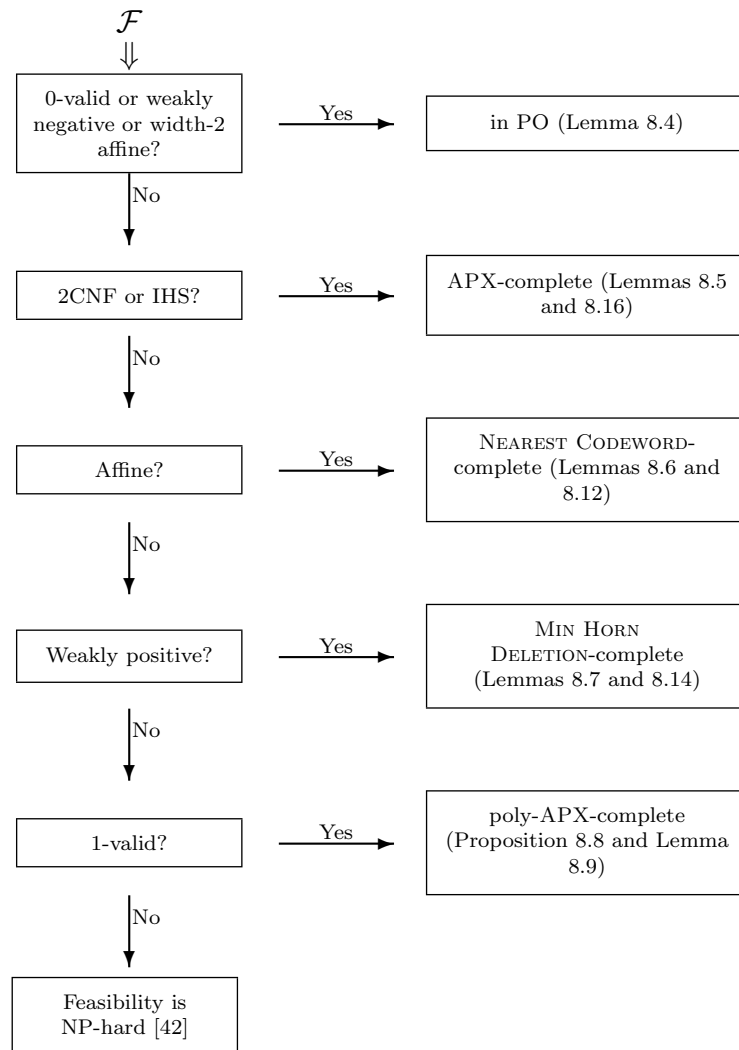 𝓕
⇓
0-valid or weakly
negative or width-2
affine?
Yes
in PO (Lemma 8.4)
No
2CNF or IHS?
Yes
APX-complete (Lemmas 8.5
and 8.16)
No
Affine?
Yes
NEAREST CODEWORD-
complete (Lemmas 8.6 and
8.12)
No
Weakly positive?
Yes
MIN HORN
DELETION-complete
(Lemmas 8.7 and 8.14)
No
1-valid?
Yes
poly-APX-complete
(Proposition 8.8 and Lemma
8.9)
No
Feasibility is
NP-hard [42]